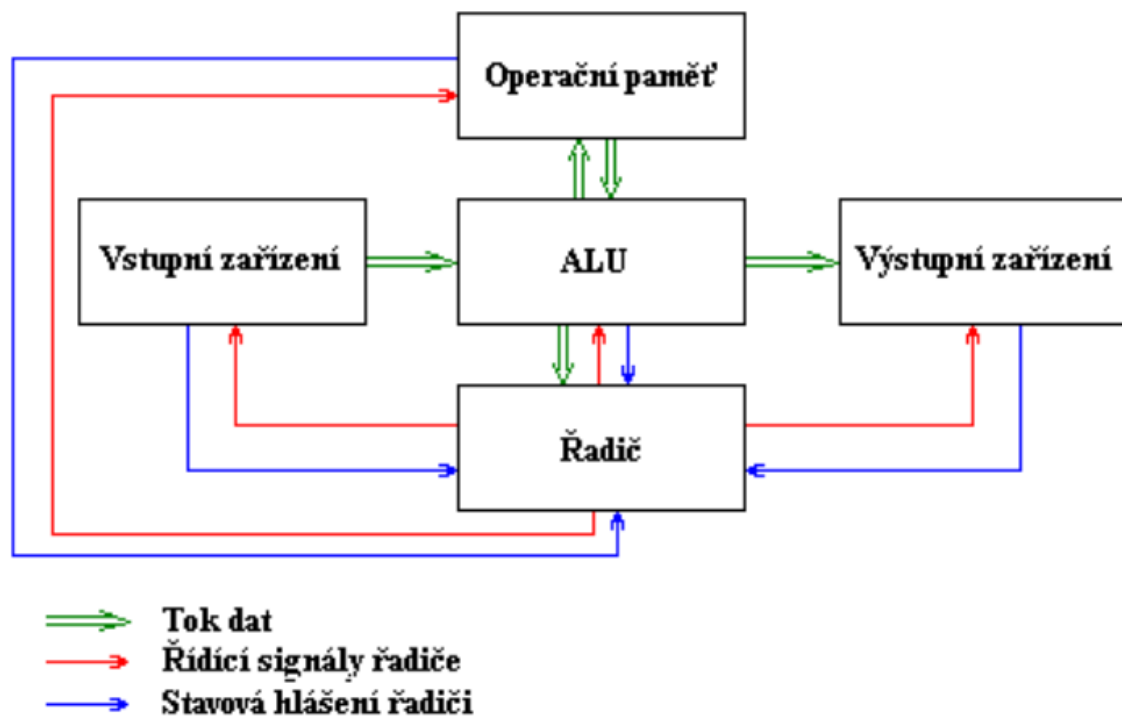 Operační paměť
Vstupní zařízení
ALU
Výstupní zařízení
Řadič
Tok dat
Řídící signály řadiče
Stavová hlášení řadiči